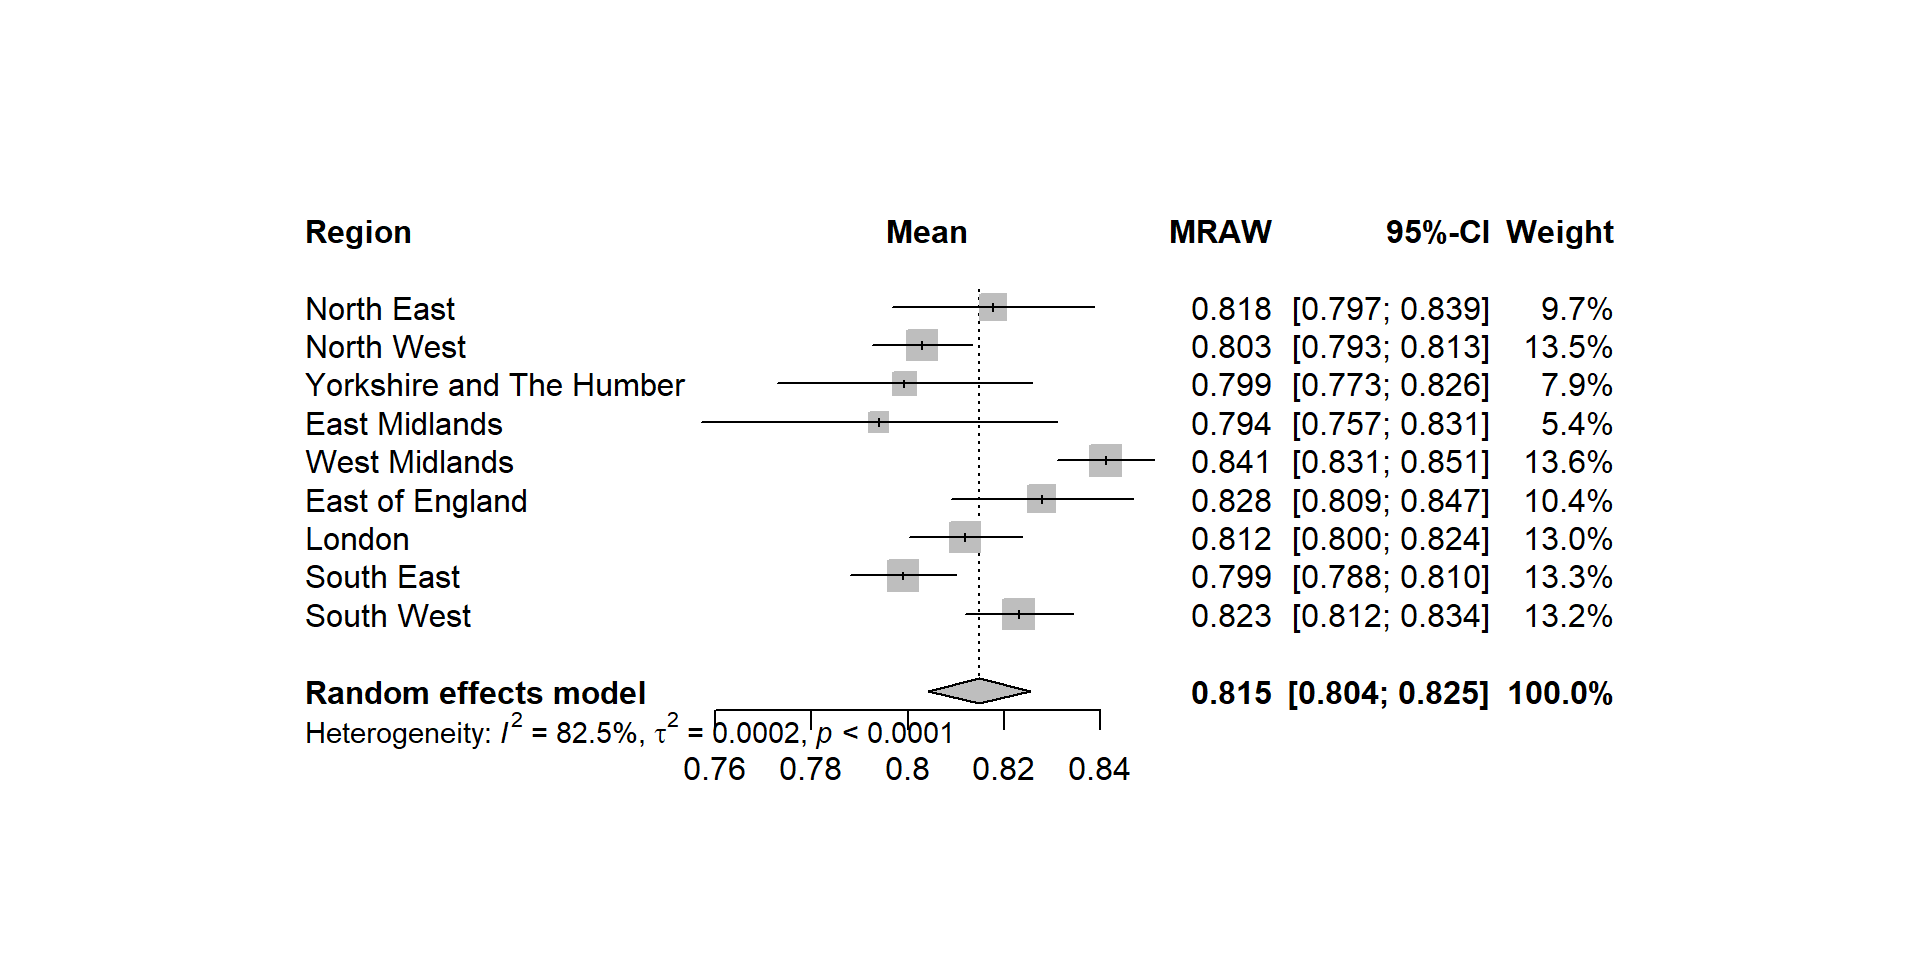 Region Mean MRAW 95%-CI Weight
North East 0.818 [0.797; 0.839] 9.7%
North West 0.803 [0.793; 0.813] 13.5%
Yorkshire and The Humber 0.799 [0.773; 0.826] 7.9%
East Midlands 0.794 [0.757; 0.831] 5.4%
West Midlands 0.841 [0.831; 0.851] 13.6%
East of England 0.828 [0.809; 0.847] 10.4%
London 0.812 [0.800; 0.824] 13.0%
South East 0.799 [0.788; 0.810] 13.3%
South West 0.823 [0.812; 0.834] 13.2%
Random effects model 0.815 [0.804; 0.825] 100.0%
Heterogeneity: I² = 82.5%, τ² = 0.0002, p < 0.0001
0.76 0.78 0.8 0.82 0.84